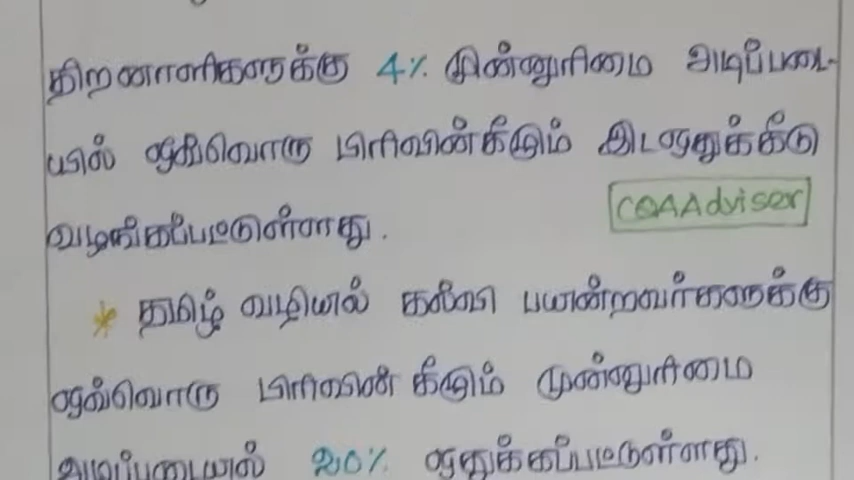 திறனாளிகளுக்கு 4% முன்னுரிமை அடிப்படை-
யில் ஒவ்வொரு பிரிவின்கீழும் இடஒதுக்கீடு
வழங்கப்பட்டுள்ளது.
CQAAdviser
* தமிழ் வழியில் கல்வி பயின்றவர்களுக்கு
ஒவ்வொரு பிரிவின் கீழும் முன்னுரிமை
அடிப்படையில் 20% ஒதுக்கப்பட்டுள்ளது.